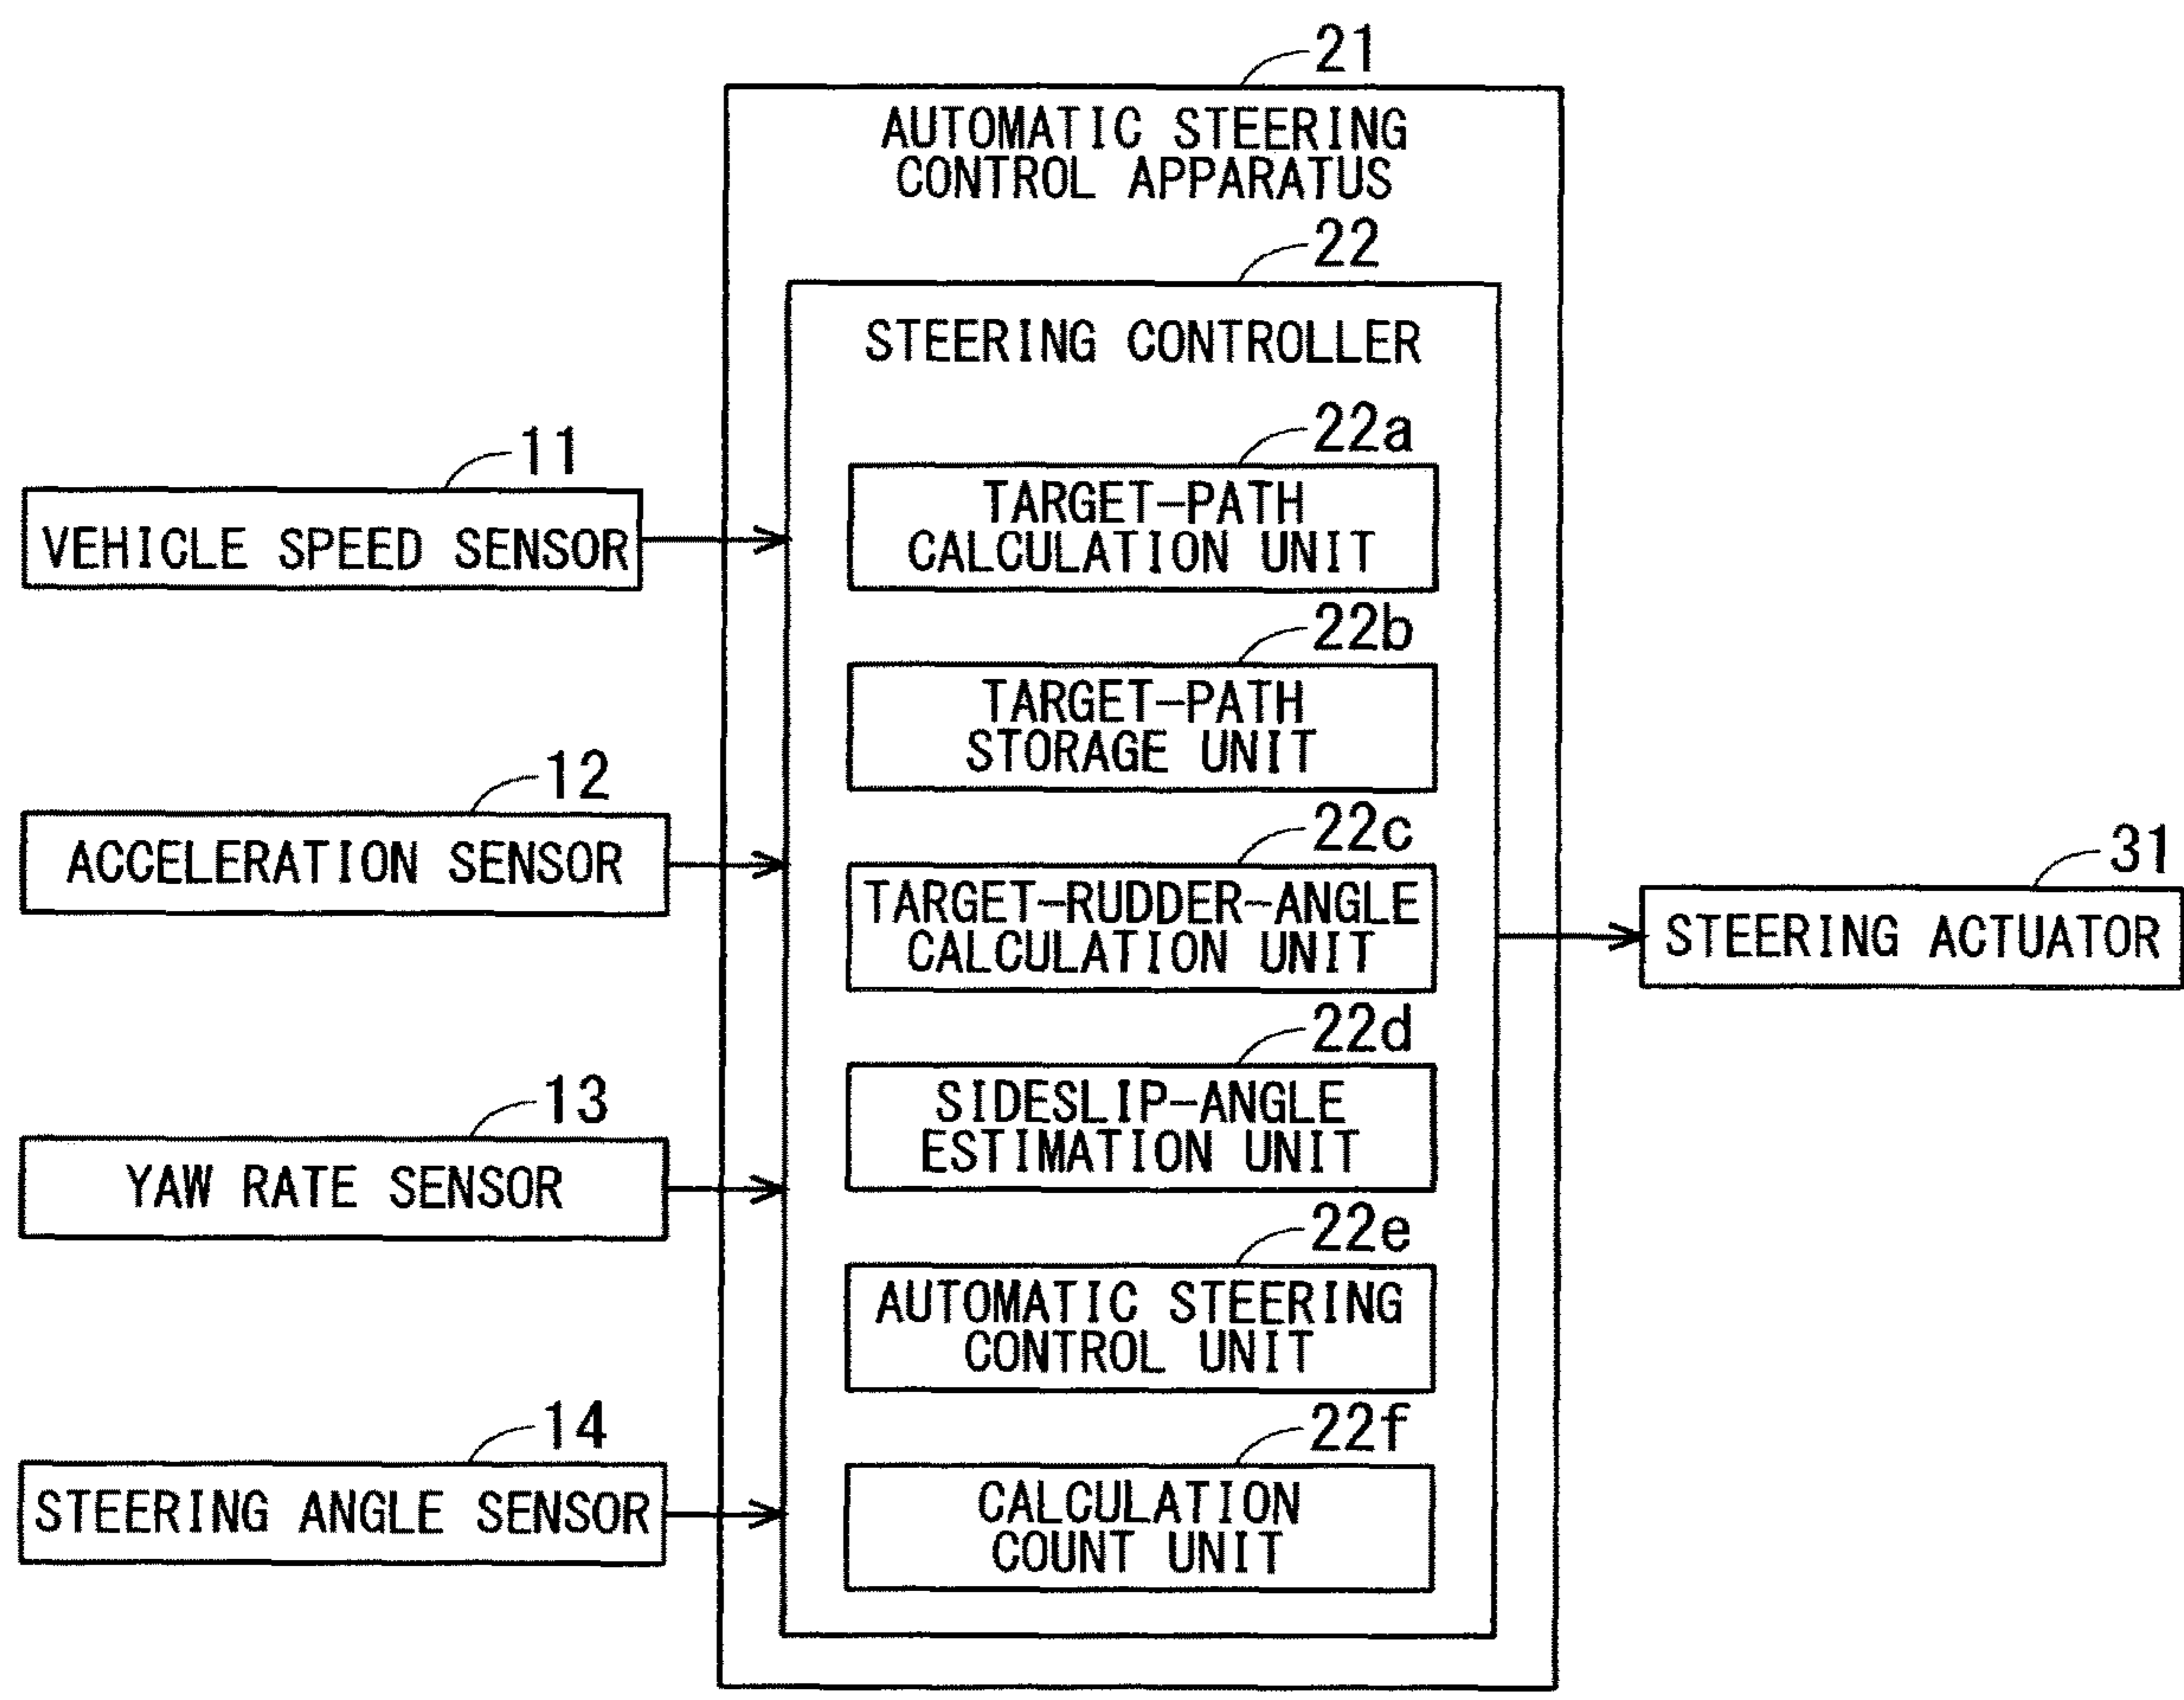 21
AUTOMATIC STEERING
CONTROL APPARATUS
22
STEERING CONTROLLER
22a
TARGET-PATH
CALCULATION UNIT
22b
TARGET-PATH
STORAGE UNIT
22c
TARGET-RUDDER-ANGLE
CALCULATION UNIT
22d
SIDESLIP-ANGLE
ESTIMATION UNIT
22e
AUTOMATIC STEERING
CONTROL UNIT
22f
CALCULATION
COUNT UNIT
11
VEHICLE SPEED SENSOR
12
ACCELERATION SENSOR
13
YAW RATE SENSOR
14
STEERING ANGLE SENSOR
31
STEERING ACTUATOR